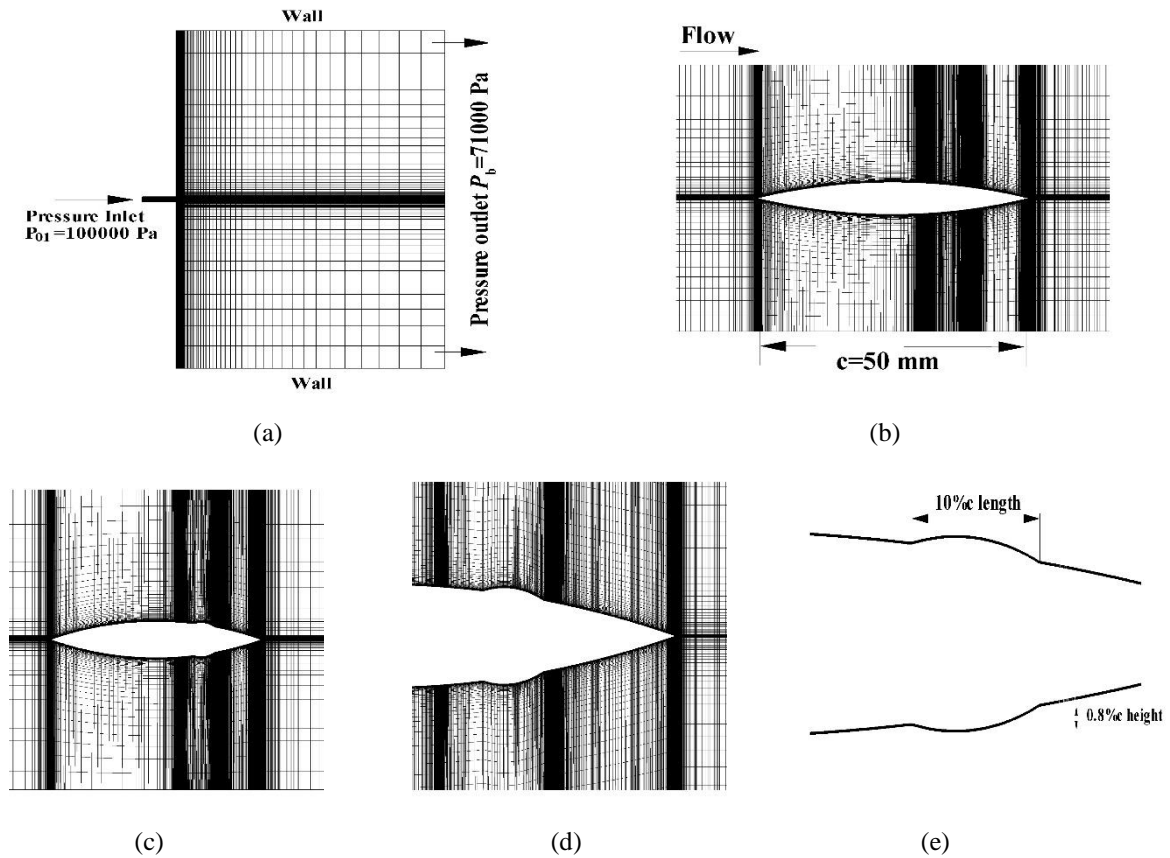 Wall
Pressure Inlet
P01 =100000 Pa
Pressure outlet Pb=71000 Pa
Wall
(a)
Flow
c=50 mm
(b)
(c)
(d)
10%c length
0.8%c height
(e)